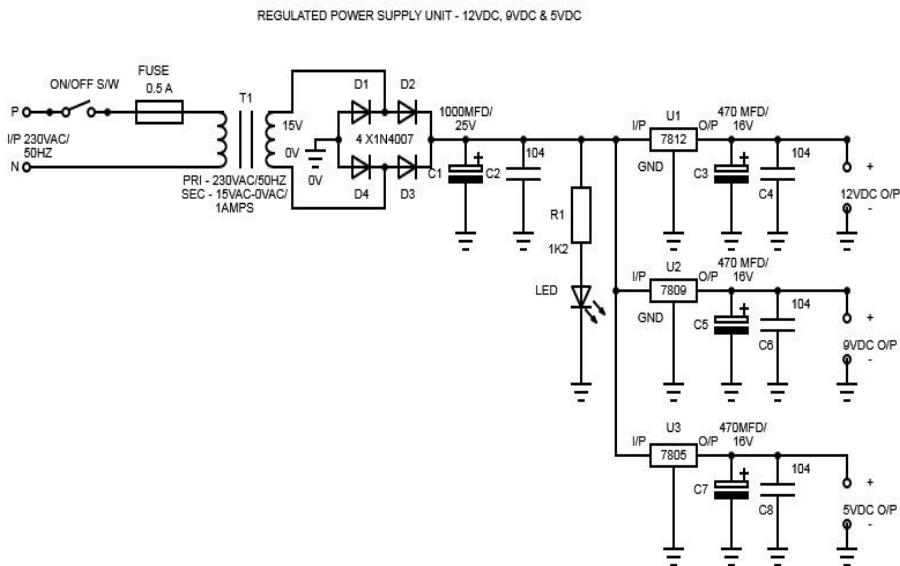 REGULATED POWER SUPPLY UNIT - 12VDC, 9VDC & 5VDC
ON/OFF S/W
FUSE
0.5 A
T1
P
I/P 230VAC/
50HZ
N
15V
0V
PRI - 230VAC/50HZ
SEC - 15VAC-0VAC/
1AMPS
D1
D2
4 X1N4007
0V
D4
D3
1000MFD/
25V
C1
C2
104
R1
1K2
LED
U1
I/P
7812
O/P
GND
470 MFD/
16V
C3
104
C4
+
12VDC O/P
-
U2
I/P
7809
O/P
GND
470 MFD/
16V
C5
104
C6
+
9VDC O/P
-
U3
I/P
7805
O/P
470MFD/
16V
C7
104
C8
+
5VDC O/P
-